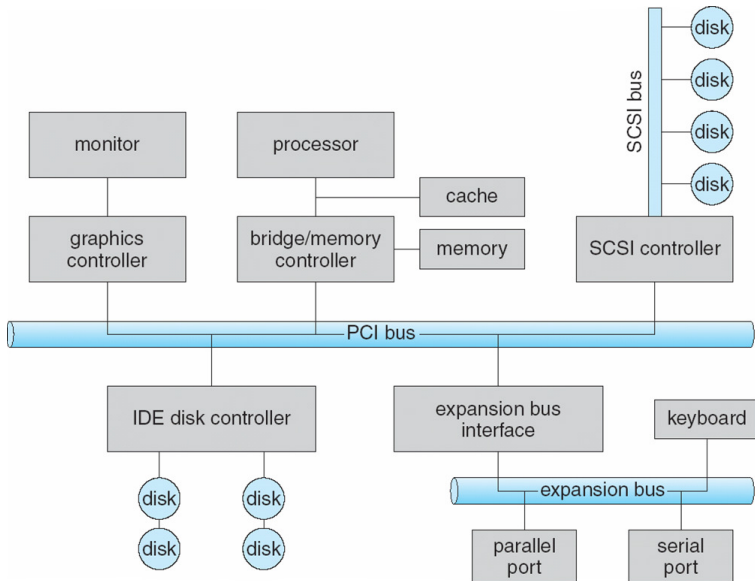 disk
disk
SCSI bus
disk
disk
monitor
processor
cache
graphics
controller
bridge/memory
controller
memory
SCSI controller
PCI bus
IDE disk controller
expansion bus
interface
keyboard
disk
disk
expansion bus
disk
disk
parallel
port
serial
port